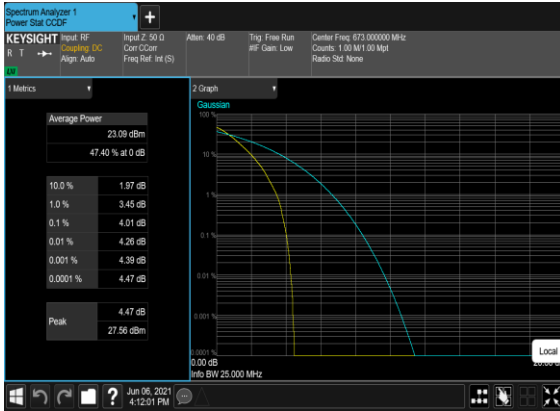 Spectrum Analyzer 1
Power Stat CCDF
KEYSIGHT
R T
Input: RF
Coupling: DC
Align: Auto
Input Z: 50 Ω
Corr CCorr
Freq Ref: Int (S)
Atten: 40 dB
Trig: Free Run
#IF Gain: Low
Center Freq: 673.000000 MHz
Counts: 1.00 M/1.00 Mpt
Radio Std: None
1 Metrics
Average Power
23.09 dBm
47.40 % at 0 dB
10.0 % 1.97 dB
1.0 % 3.45 dB
0.1 % 4.01 dB
0.01 % 4.26 dB
0.001 % 4.39 dB
0.0001 % 4.47 dB
Peak
4.47 dB
27.56 dBm
2 Graph
Gaussian
100 %
10 %
1 %
0.1 %
0.01 %
0.001 %
0.0001 %
0.00 dB
Info BW 25.000 MHz
Local
?
Jun 06, 2021
4:12:01 PM